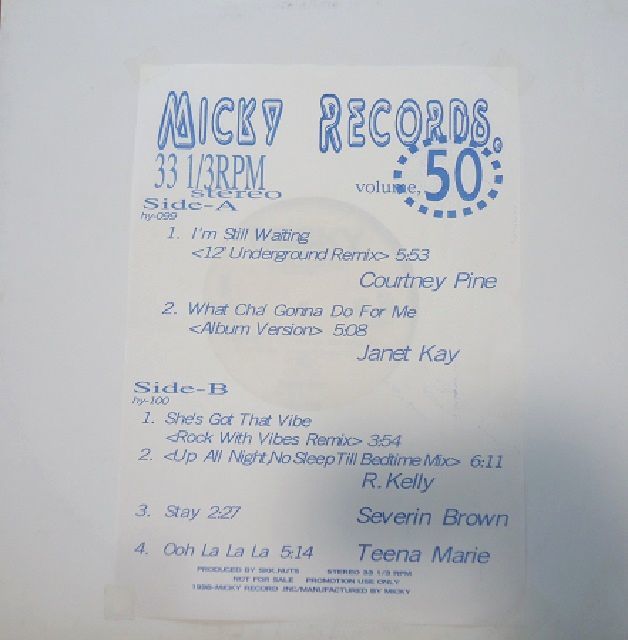 MICKY RECORDS.
33 1/3RPM
stereo
volume, 50
Side-A
hy-099
1. I'm Still Waiting
<12' Underground Remix> 5:53
Courtney Pine
2. What Cha' Gonna Do For Me
<Album Version> 5:08
Janet Kay
Side-B
hy-100
1. She's Got That Vibe
<Rock With Vibes Remix> 3:54
2. <Up All Night,No Sleep Till Bedtime Mix> 6:11
R.Kelly
3. Stay 2:27 Severin Brown
4. Ooh La La La 5:14 Teena Marie
PRODUCED BY SKK.NUTS STEREO 33 1/3 RPM
NOT FOR SALE PROMOTION USE ONLY
MICKY RECORD .INC/MANUFACTURED BY MICKY